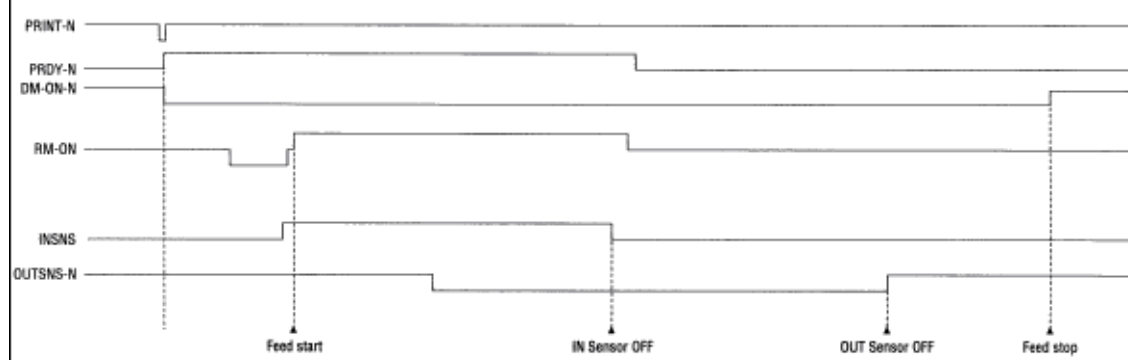 PRINT-N
PRDY-N
DM-ON-N
RM-ON
INSNS
OUTSNS-N
Feed start
IN Sensor OFF
OUT Sensor OFF
Feed stop